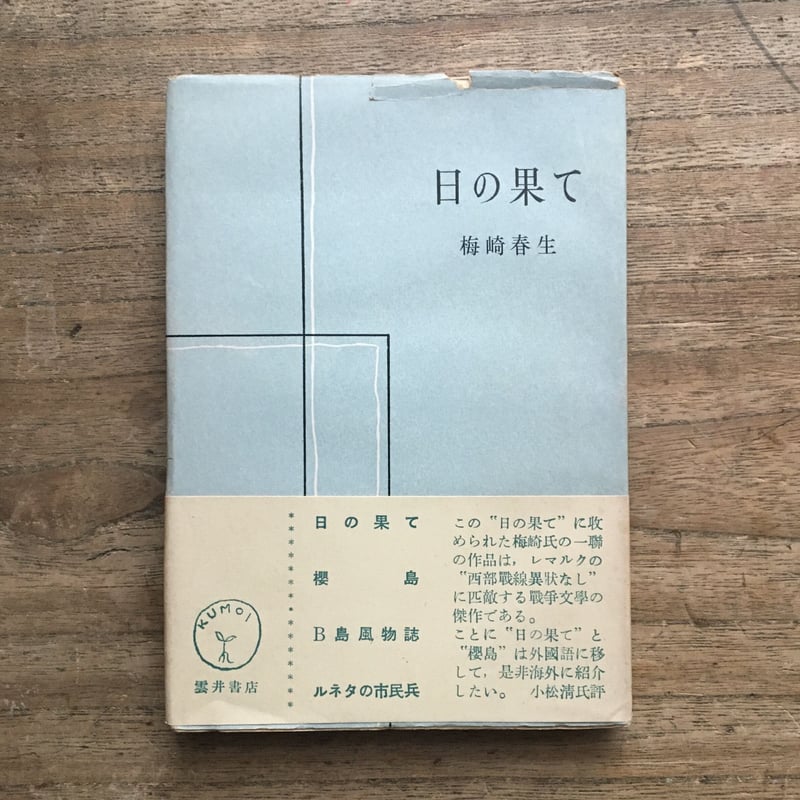 日の果て
梅崎春生
日の果て
櫻島
B島風物誌
ルネタの市民兵
この〝日の果て〟に収
められた梅崎氏の一聯
の作品は，レマルクの
〝西部戰線異狀なし〟
に匹敵する戰爭文學の
傑作である。
ことに〝日の果て〟と
〝櫻島〟は外國語に移
して，是非海外に紹介
したい。　小松淸氏評
KUMOI
雲井書店